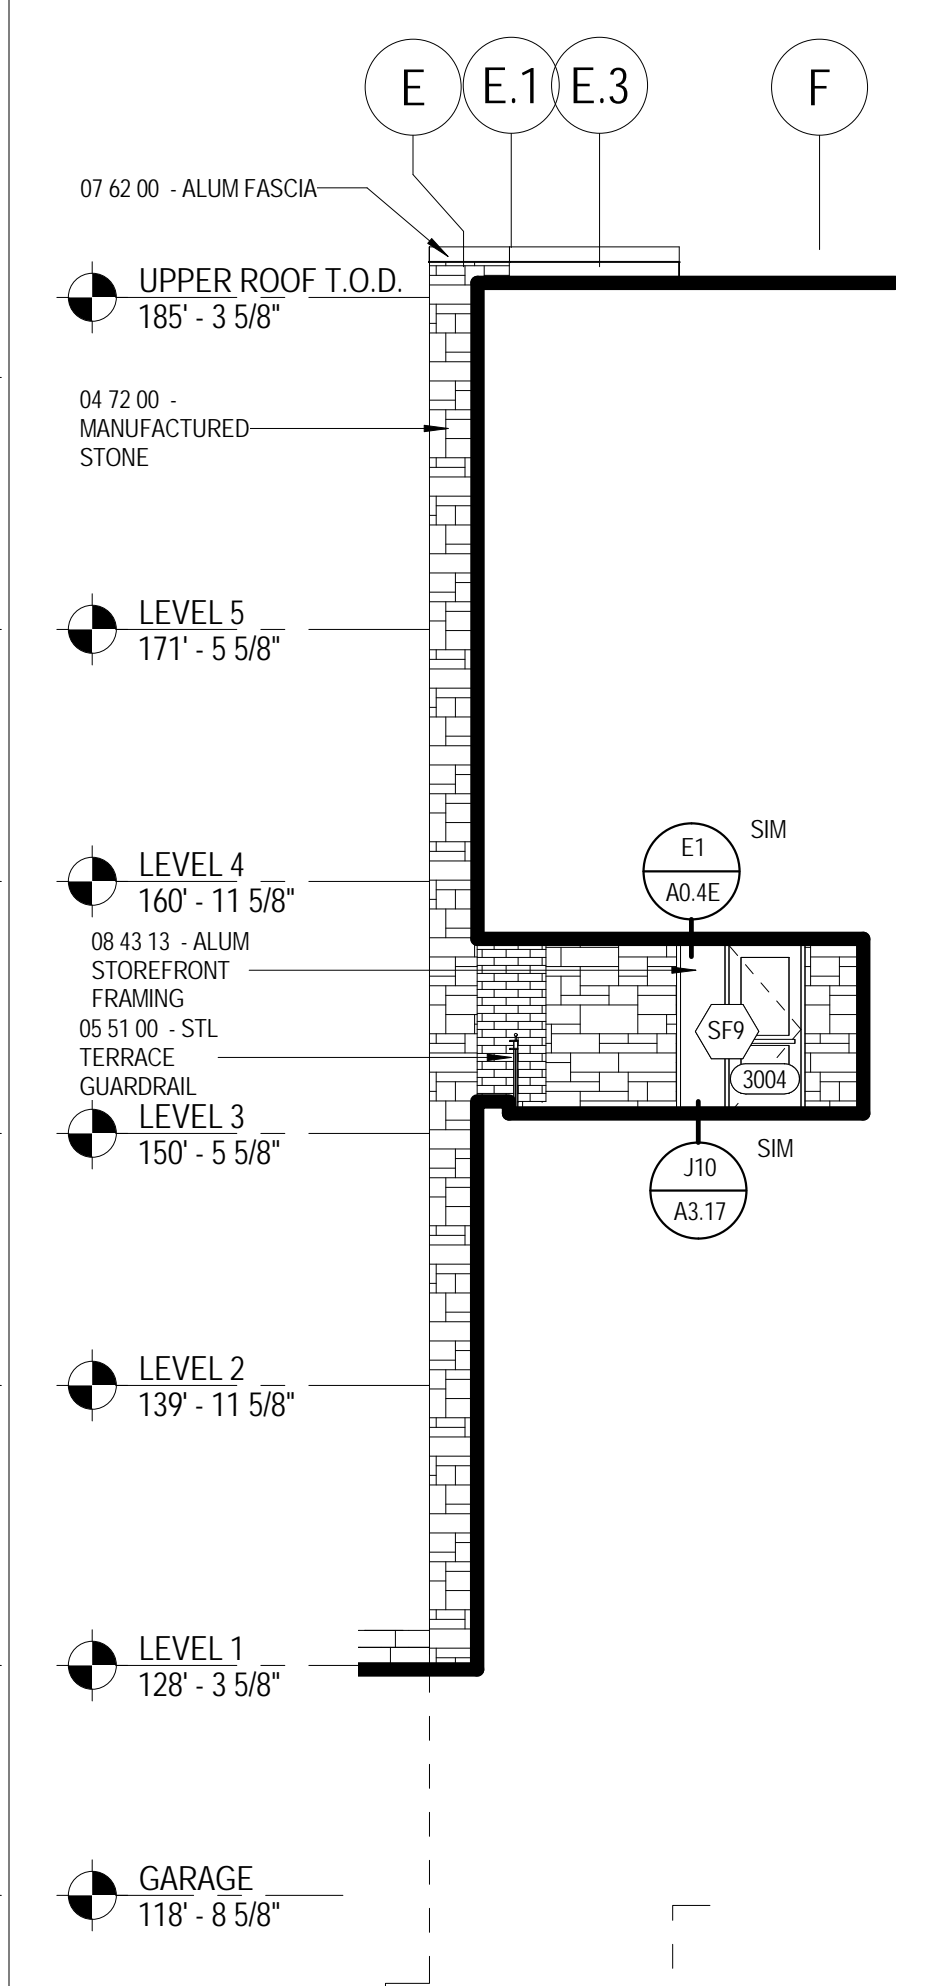 E
E.1
E.3
F
07 62 00 - ALUM FASCIA
UPPER ROOF T.O.D.
185' - 3 5/8"
04 72 00 -
MANUFACTURED
STONE
LEVEL 5
171' - 5 5/8"
SIM
E1
A0.4E
LEVEL 4
160' - 11 5/8"
08 43 13 - ALUM
STOREFRONT
FRAMING
05 51 00 - STL
TERRACE
GUARDRAIL
SF9
3004
LEVEL 3
150' - 5 5/8"
SIM
J10
A3.17
LEVEL 2
139' - 11 5/8"
LEVEL 1
128' - 3 5/8"
GARAGE
118' - 8 5/8"